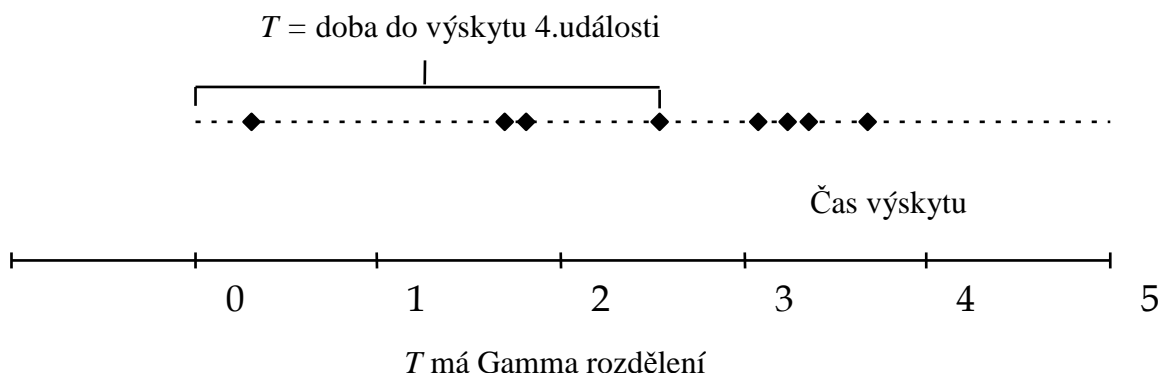 T = doba do výskytu 4.události
Čas výskytu
0 1 2 3 4 5
T má Gamma rozdělení